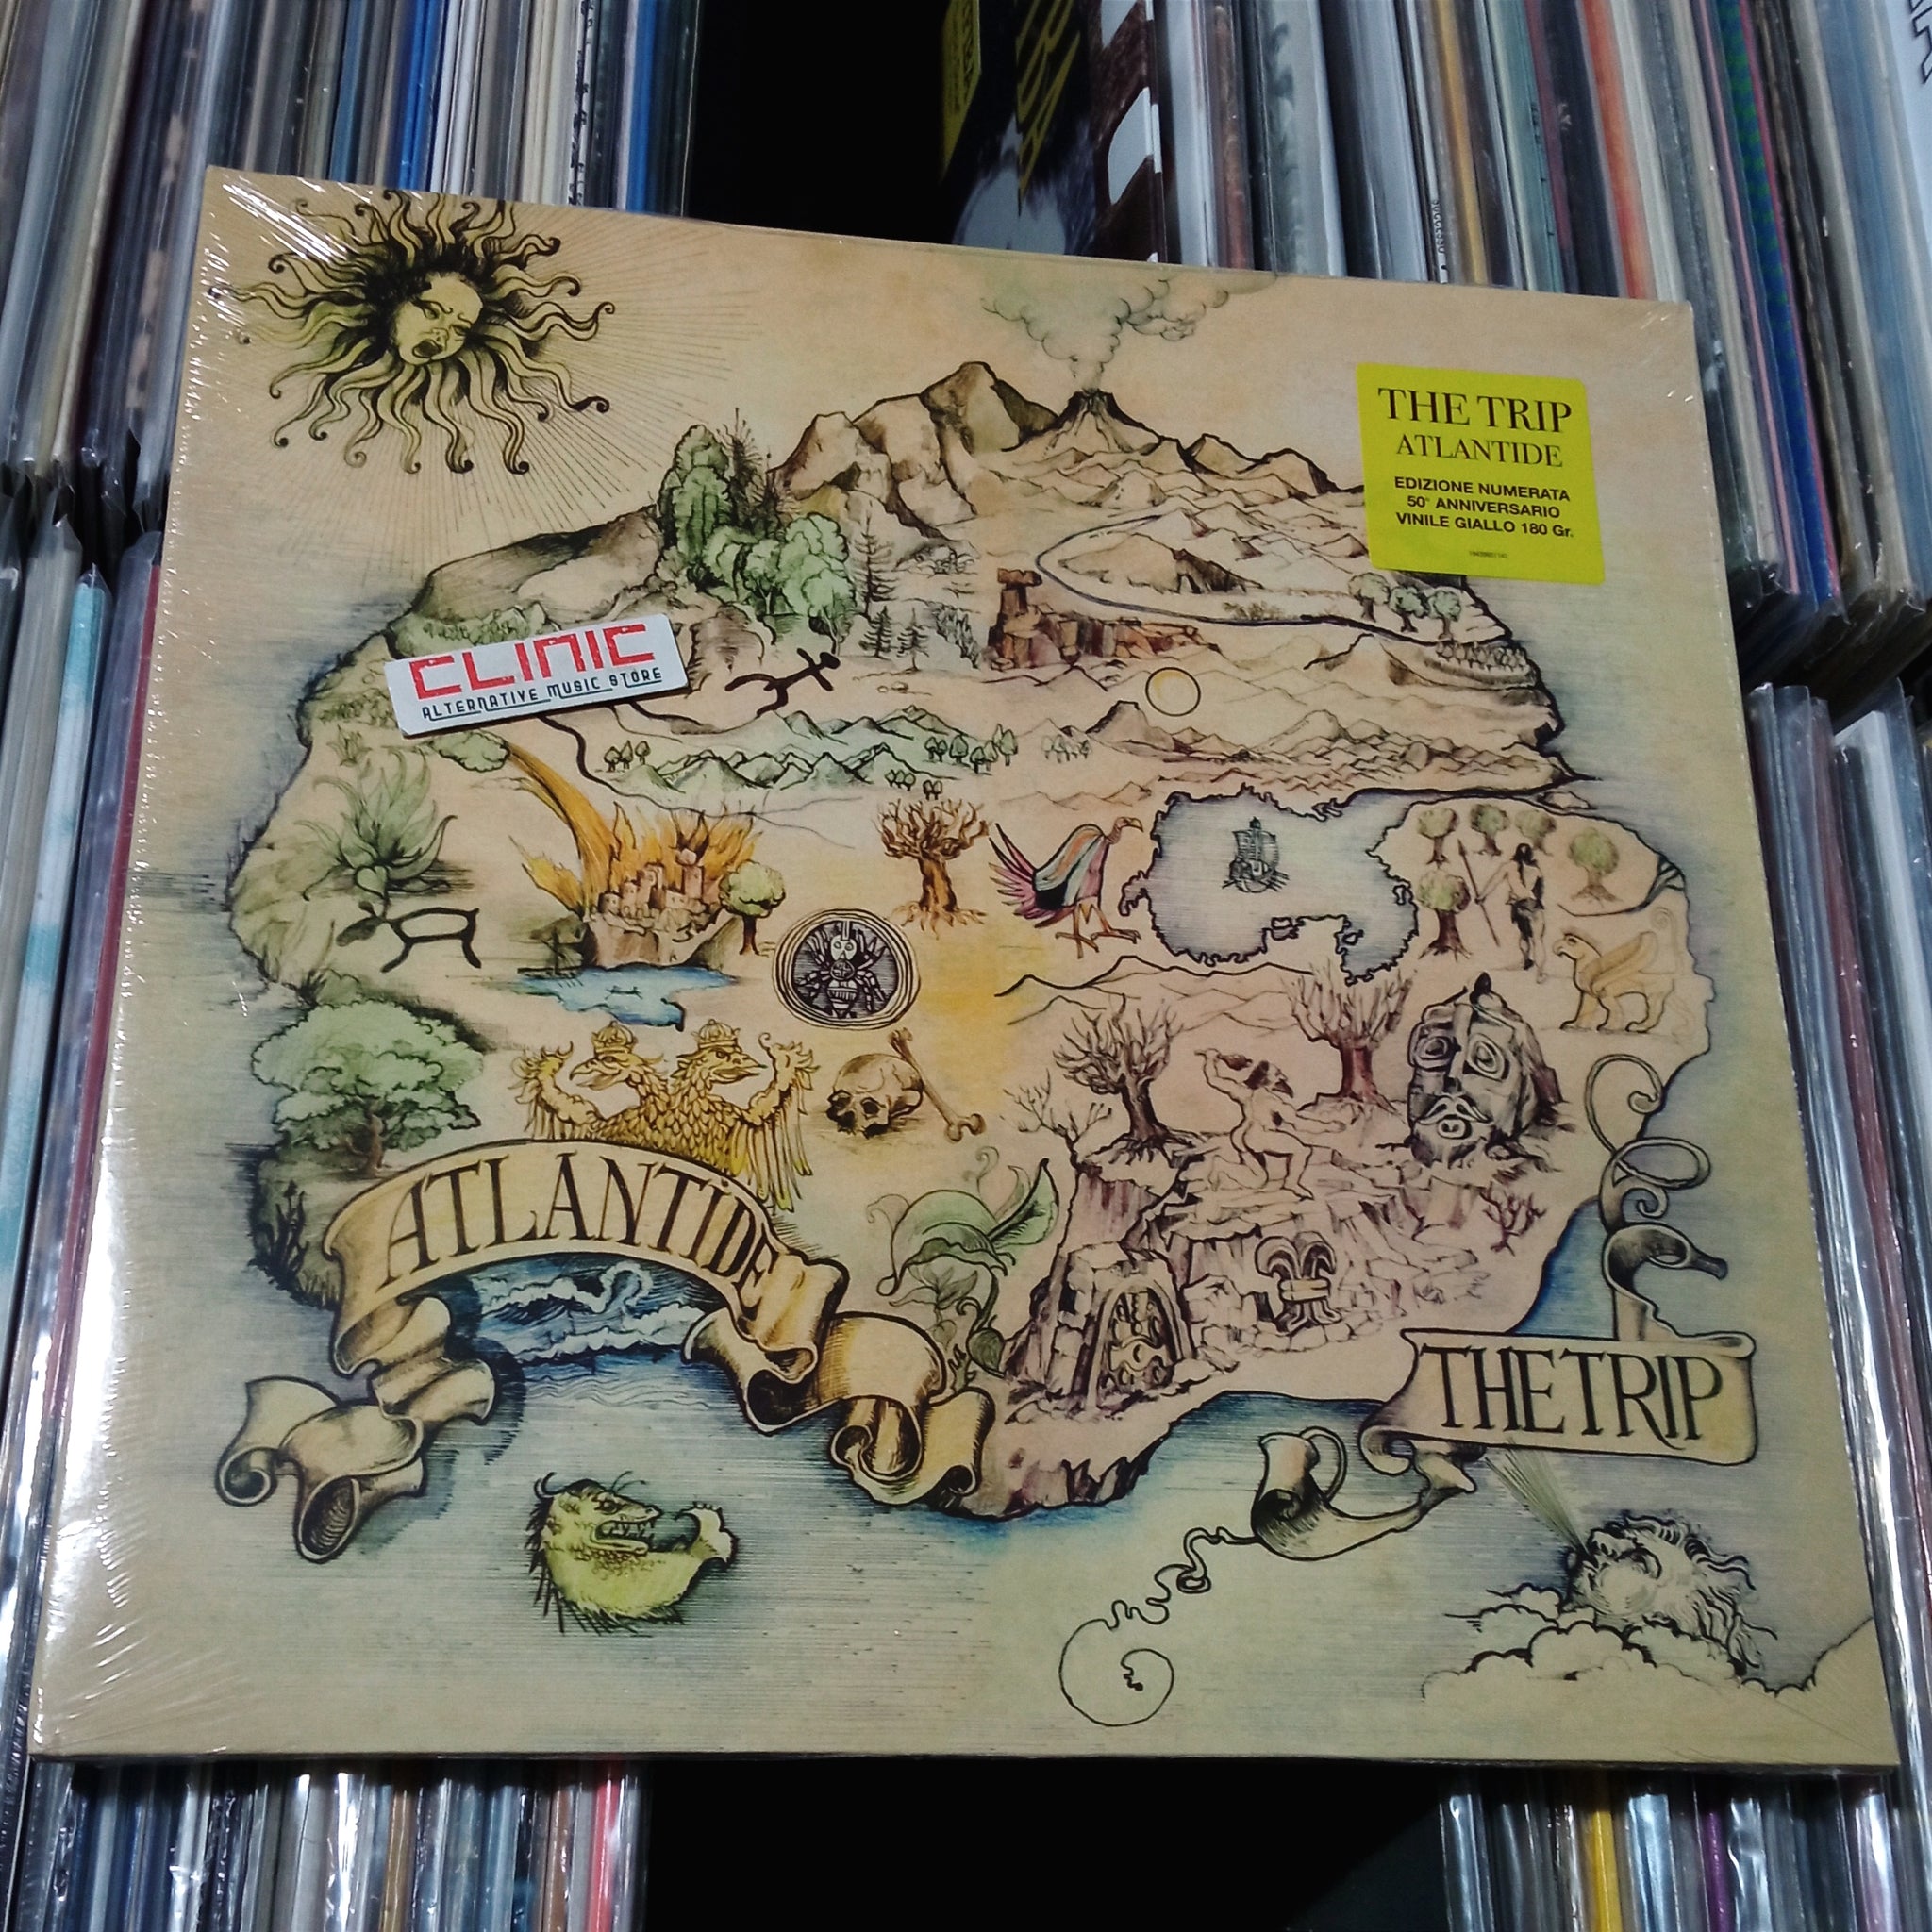 THE TRIP
ATLANTIDE
EDIZIONE NUMERATA
50° ANNIVERSARIO
VINILE GIALLO 180 Gr.
CLINIC
ALTERNATIVE MUSIC STORE
ATLANTIDE
THE TRIP